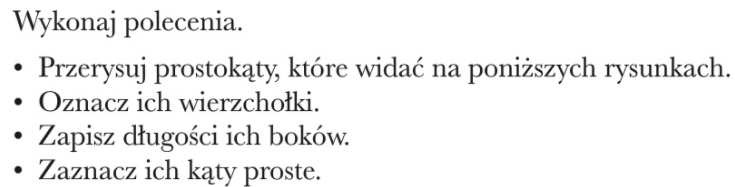 Wykonaj polecenia.
• Przerysuj prostokąty, które widać na poniższych rysunkach.
• Oznacz ich wierzchołki.
• Zapisz długości ich boków.
• Zaznacz ich kąty proste.